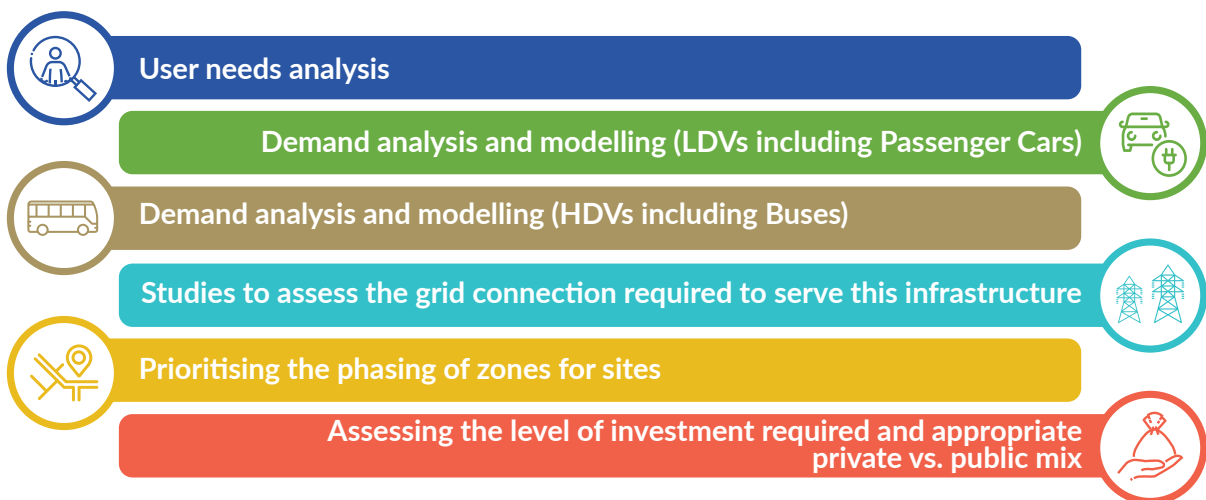 User needs analysis
Demand analysis and modelling (LDVs including Passenger Cars)
Demand analysis and modelling (HDVs including Buses)
Studies to assess the grid connection required to serve this infrastructure
Prioritising the phasing of zones for sites
Assessing the level of investment required and appropriate
private vs. public mix